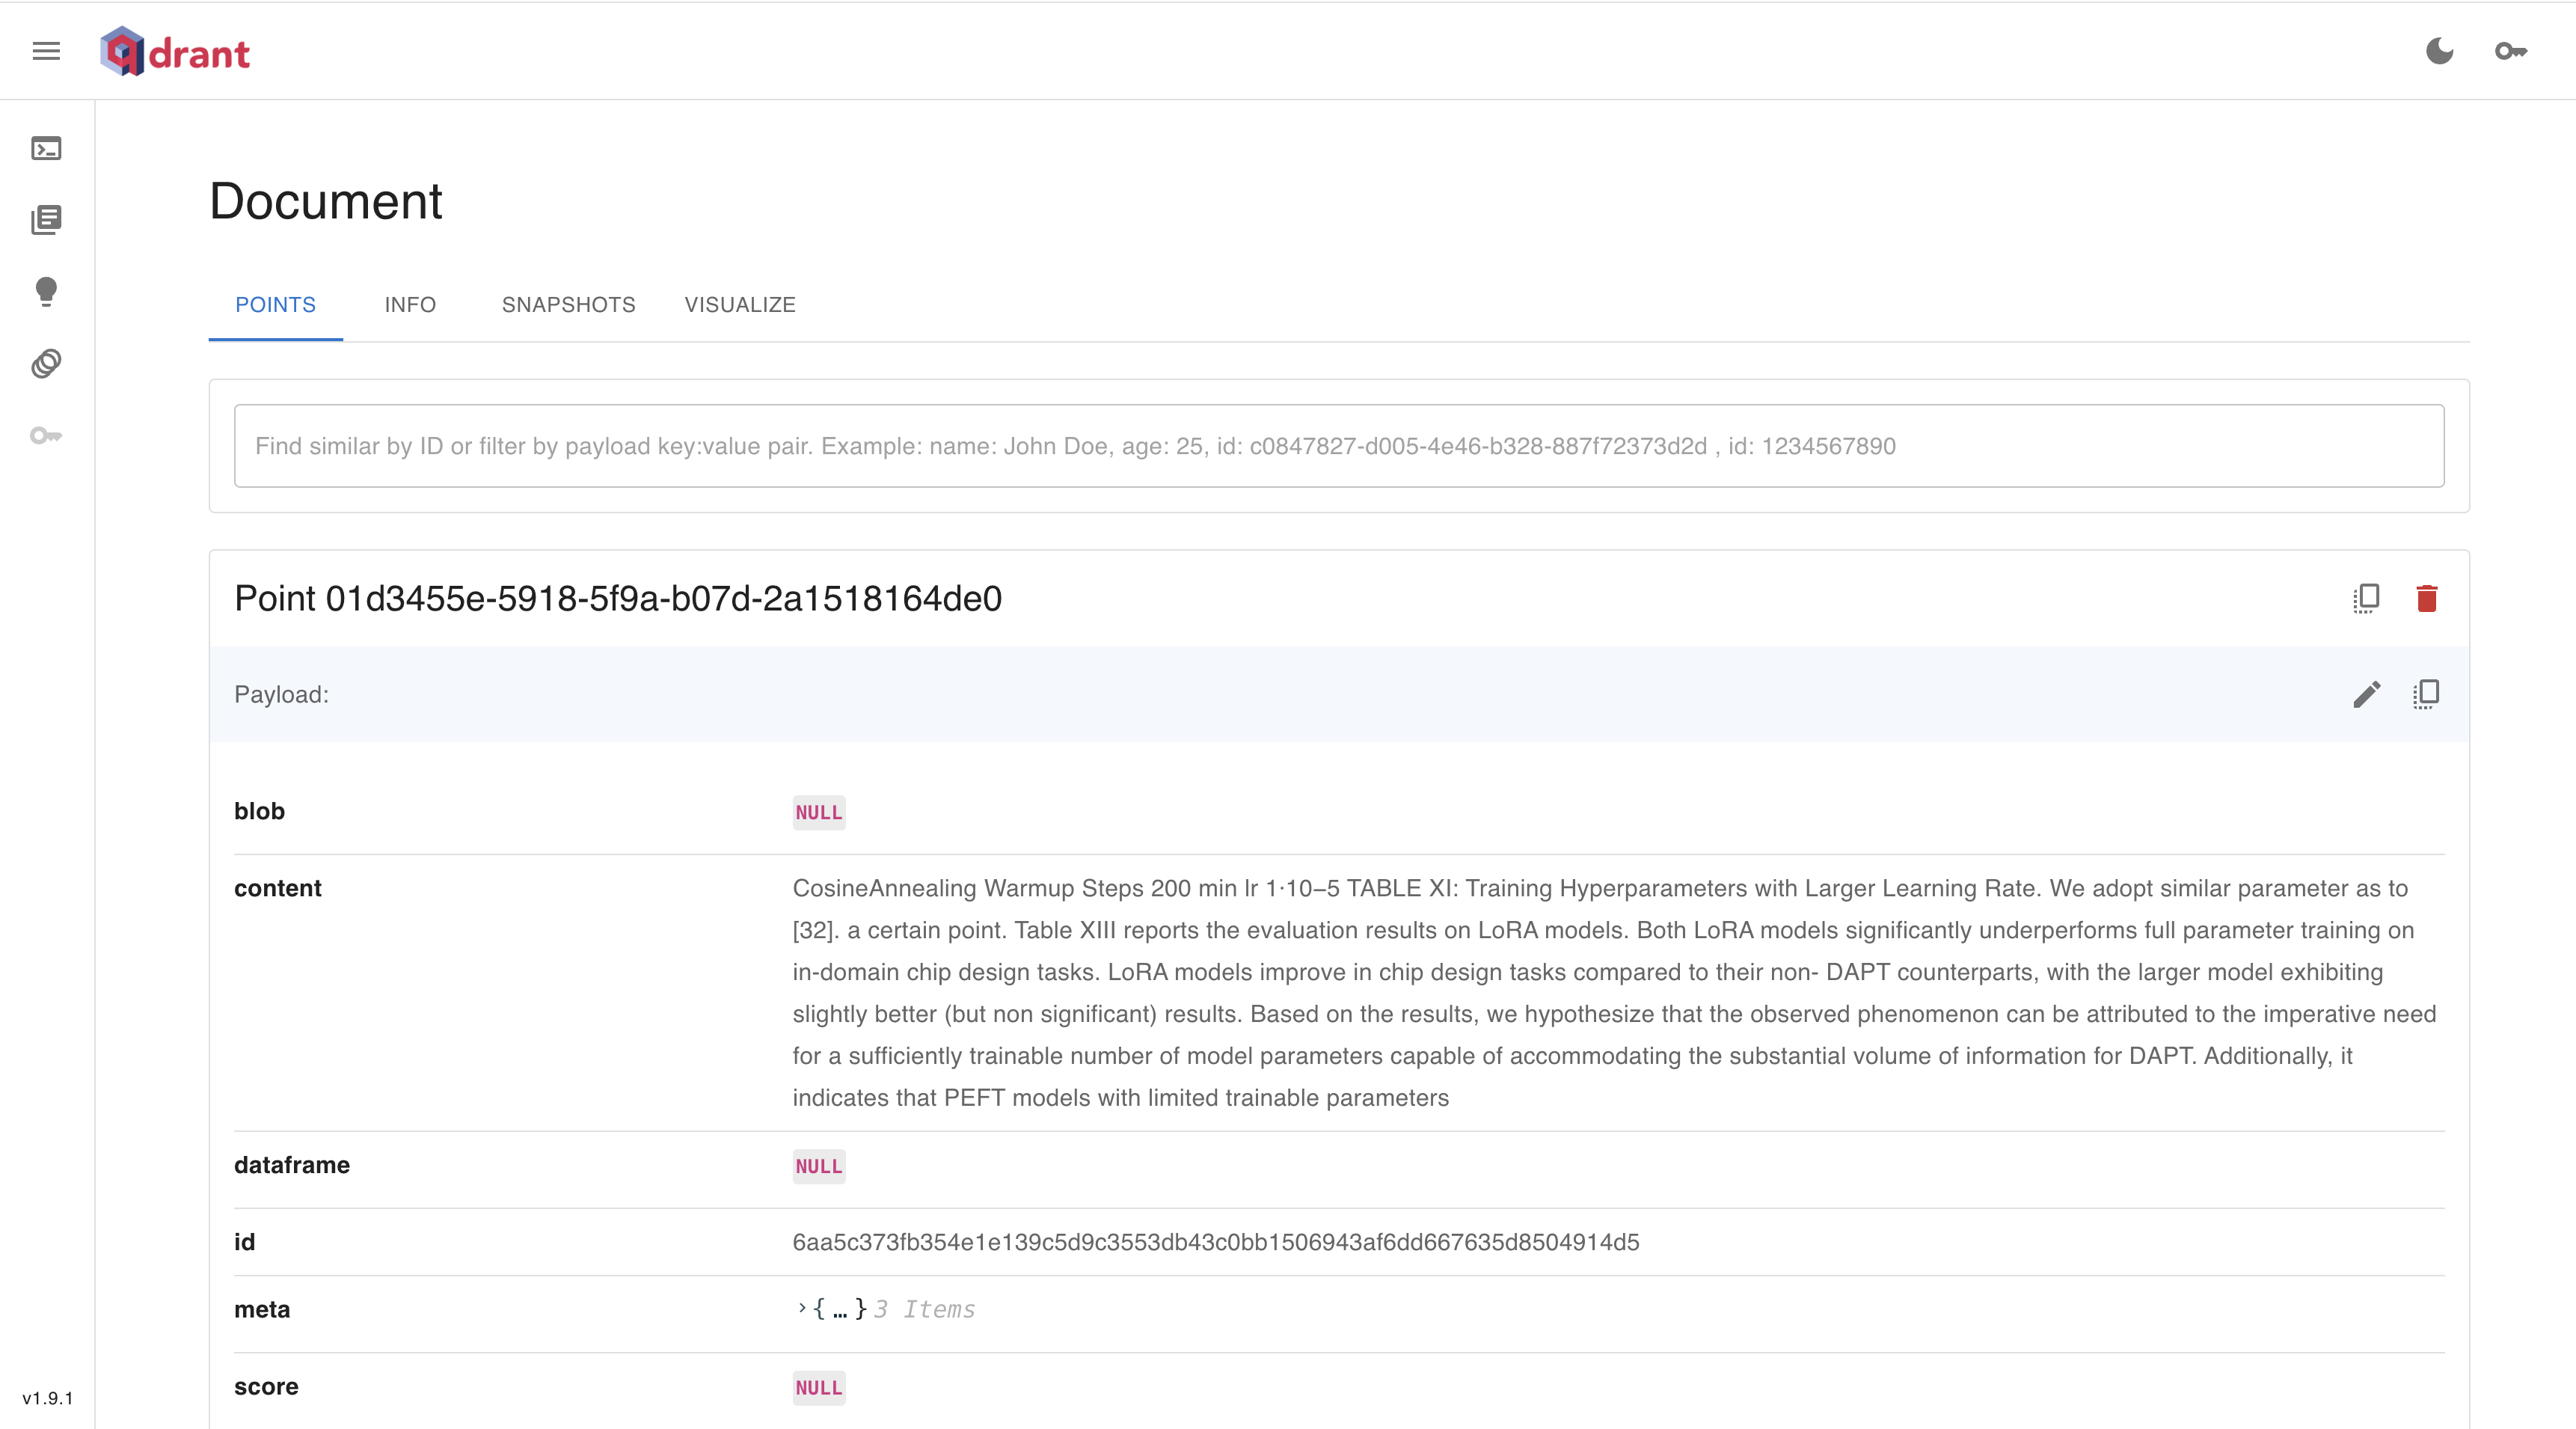 qdrant
Document
POINTS INFO SNAPSHOTS VISUALIZE
Find similar by ID or filter by payload key:value pair. Example: name: John Doe, age: 25, id: c0847827-d005-4e46-b328-887f72373d2d , id: 1234567890
Point 01d3455e-5918-5f9a-b07d-2a1518164de0
Payload:
blob NULL
content CosineAnnealing Warmup Steps 200 min lr 1·10−5 TABLE XI: Training Hyperparameters with Larger Learning Rate. We adopt similar parameter as to
[32]. a certain point. Table XIII reports the evaluation results on LoRA models. Both LoRA models significantly underperforms full parameter training on
in-domain chip design tasks. LoRA models improve in chip design tasks compared to their non- DAPT counterparts, with the larger model exhibiting
slightly better (but non significant) results. Based on the results, we hypothesize that the observed phenomenon can be attributed to the imperative need
for a sufficiently trainable number of model parameters capable of accommodating the substantial volume of information for DAPT. Additionally, it
indicates that PEFT models with limited trainable parameters
dataframe NULL
id 6aa5c373fb354e1e139c5d9c3553db43c0bb1506943af6dd667635d8504914d5
meta {…} 3 Items
score NULL
v1.9.1